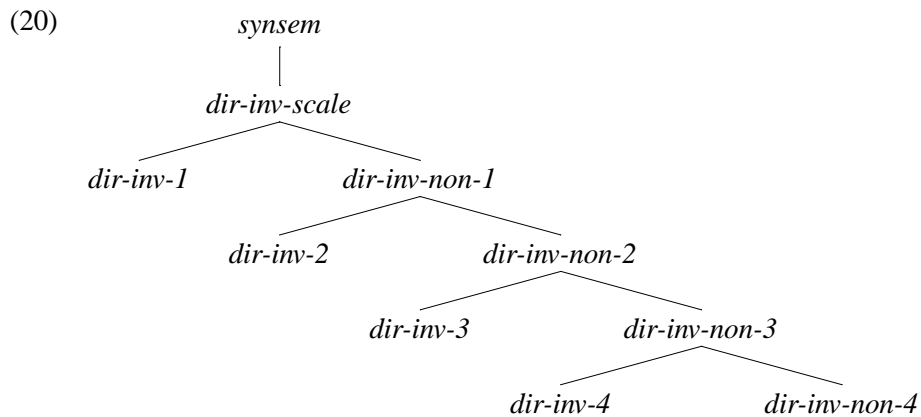 (20) synsem
dir-inv-scale
dir-inv-1 dir-inv-non-1
dir-inv-2 dir-inv-non-2
dir-inv-3 dir-inv-non-3
dir-inv-4 dir-inv-non-4